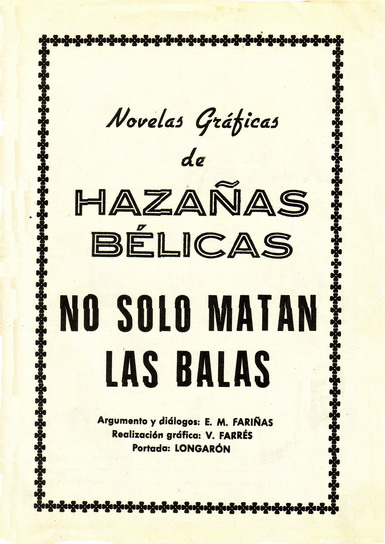 Novelas Gráficas
de
HAZAÑAS
BÉLICAS
NO SOLO MATAN
LAS BALAS
Argumento y diálogos: E. M. FARIÑAS
Realización gráfica: V. FARRÉS
Portada: LONGARÓN